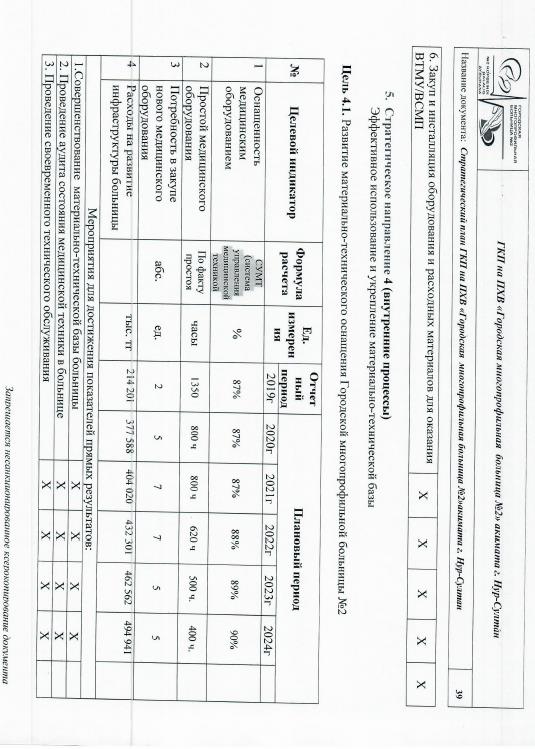 ГОРОДСКАЯ
МНОГОПРОФИЛЬНАЯ
БОЛЬНИЦА №2
№2 KÓPBEIINDI
QALALYQ
AÝRÝHANA
ГКП на ПХВ «Городская многопрофильная больница №2» акимата г. Нур-Султан
Название документа: Стратегический план ГКП на ПХВ «Городская многопрофильная больница №2»акимата г. Нур-Султан 39
6. Закуп и инсталляция оборудования и расходных материалов для оказания
ВТМУ/ВСМП X X X X X
5. Стратегическое направление 4 (внутренние процессы)
Эффективное использование и укрепление материально-технической базы
Цель 4.1. Развитие материально-технического оснащения Городской многопрофильной больницы №2
№ Целевой индикатор Формула расчета Ед. измерен ия Отчет ный период Плановый период
2019г 2020г 2021г 2022г 2023г 2024г
1 Оснащенность медицинским оборудованием СУМТ (система управления медицинской техникой % 87% 87% 87% 88% 89% 90%
2 Простой медицинского оборудования По факту простоя часы 1350 800 ч 800 ч 620 ч 500 ч. 400 ч.
3 Потребность в закупе нового медицинского оборудования абс. ед. 2 5 7 7 5 5
4 Расходы на развитие инфраструктуры больницы тыс. тг 214 201 377 588 404 020 432 301 462 562 494 941
Мероприятия для достижения показателей прямых результатов:
1.Совершенствование материально-технической базы больницы X X X X
2. Проведение аудита состояния медицинской техники в больнице X X X X
3. Проведение своевременного технического обслуживания X X X X
Запрещается несанкционированное ксерокопирование документа